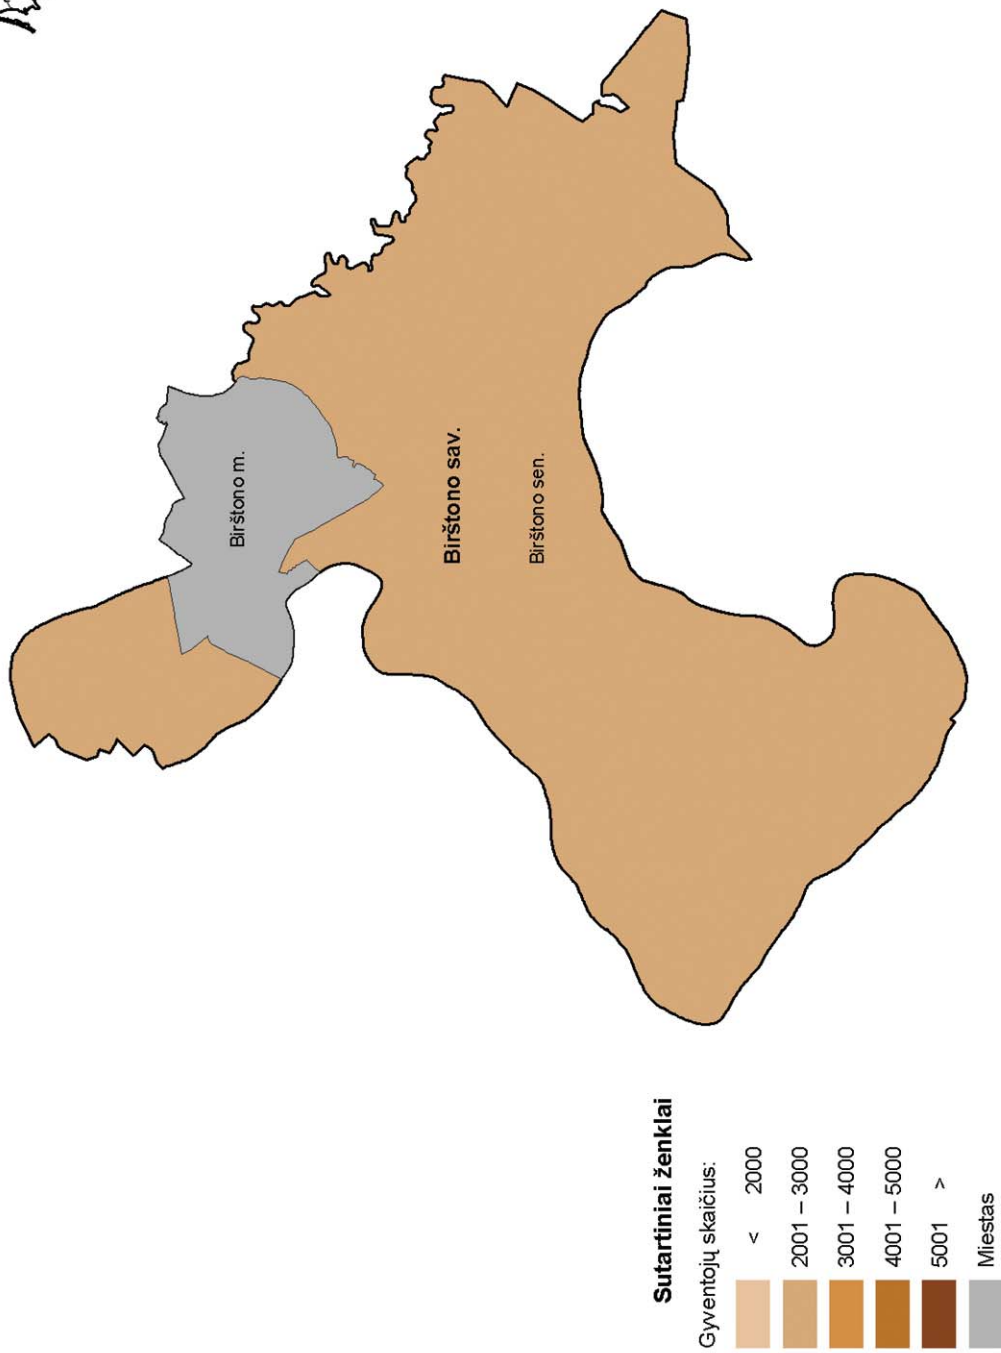 Birštono m.
Birštono sav.
Birštono sen.
Sutartiniai ženklai
Gyventojų skaičius:
< 2000
2001 – 3000
3001 – 4000
4001 – 5000
5001 >
Miestas